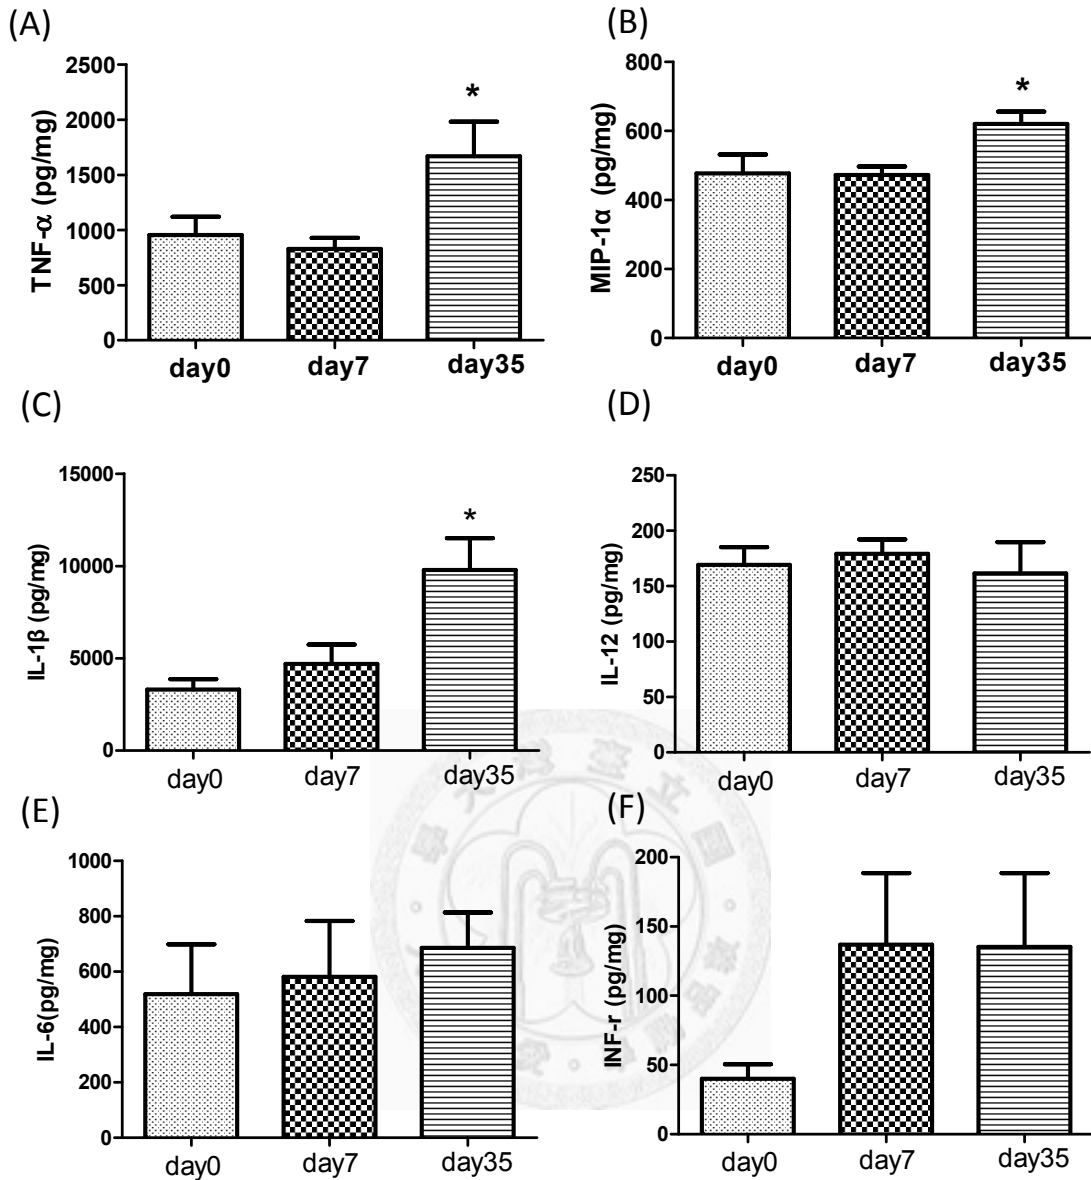 (A)
TNF-α (pg/mg)
2500
2000
1500
1000
500
0
*
day0 day7 day35
(B)
MIP-1α (pg/mg)
800
600
400
200
0
*
day0 day7 day35
(C)
IL-1β (pg/mg)
15000
10000
5000
0
*
day0 day7 day35
(D)
IL-12 (pg/mg)
250
200
150
100
50
0
day0 day7 day35
(E)
IL-6(pg/mg)
1000
800
600
400
200
0
day0 day7 day35
(F)
INF-r (pg/mg)
200
150
100
50
0
day0 day7 day35